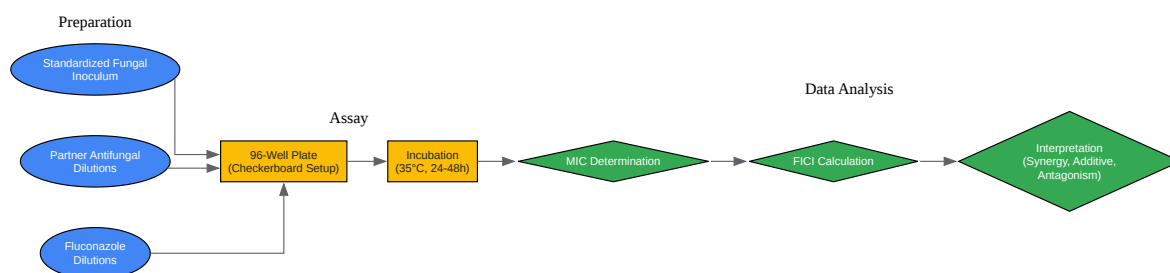 Preparation
Standardized Fungal
Inoculum
Partner Antifungal
Dilutions
Fluconazole
Dilutions
Assay
96-Well Plate
(Checkerboard Setup)
Incubation
(35°C, 24-48h)
Data Analysis
MIC Determination
FICI Calculation
Interpretation
(Synergy, Additive,
Antagonism)